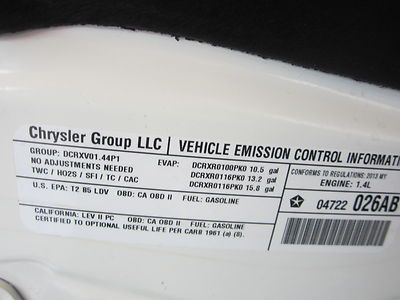 Chrysler Group LLC VEHICLE EMISSION CONTROL INFORMATI
GROUP: DCRXV01.44P1 EVAP: DCRXR0100PK0 10.5 gal
NO ADJUSTMENTS NEEDED DCRXR0116PK0 13.2 gal
TWC / HO2S / SFI / TC / CAC DCRXR0116PK0 15.8 gal
CONFORMS TO REGULATIONS: 2013 MY
ENGINE: 1.4L
U.S. EPA: T2 B5 LDV OBD: CA OBD II FUEL: GASOLINE
04722 026AB
CALIFORNIA: LEV II PC OBD: CA OBD II FUEL: GASOLINE
CERTIFIED TO OPTIONAL USEFUL LIFE PER CARB 1961 (a) (8).